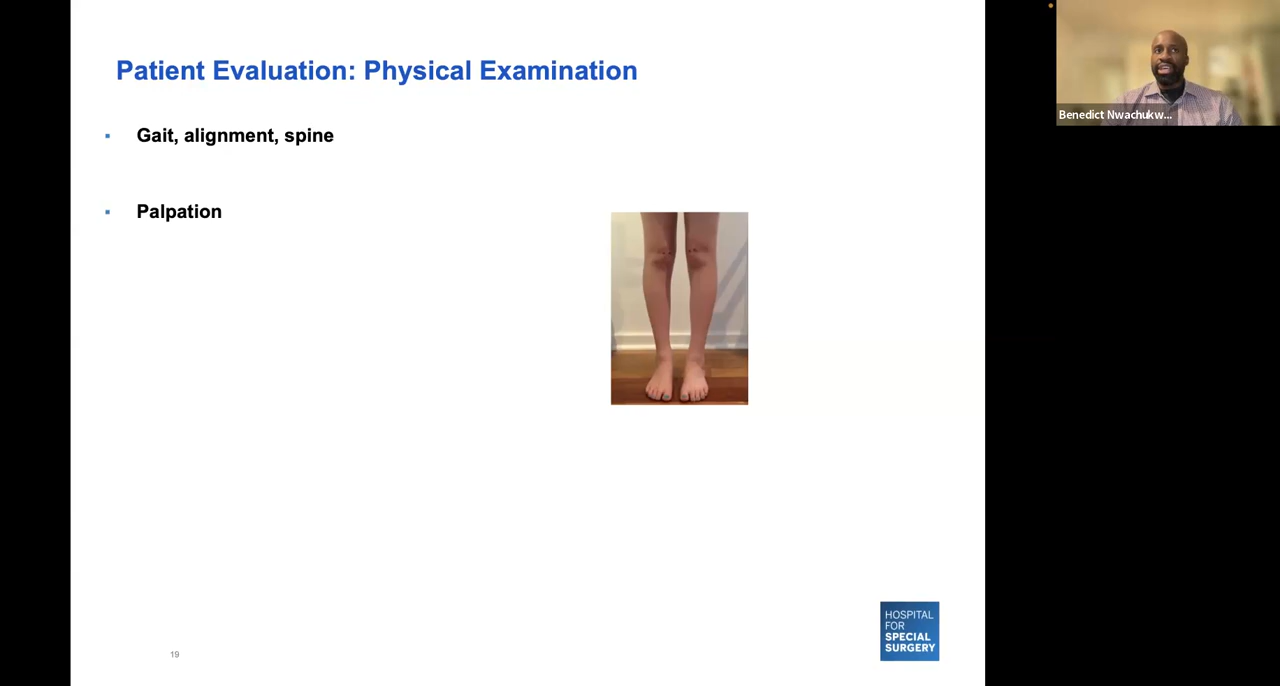 Patient Evaluation: Physical Examination
Gait, alignment, spine
Palpation
19
HOSPITAL
FOR
SPECIAL
SURGERY
Benedict Nwachukw...